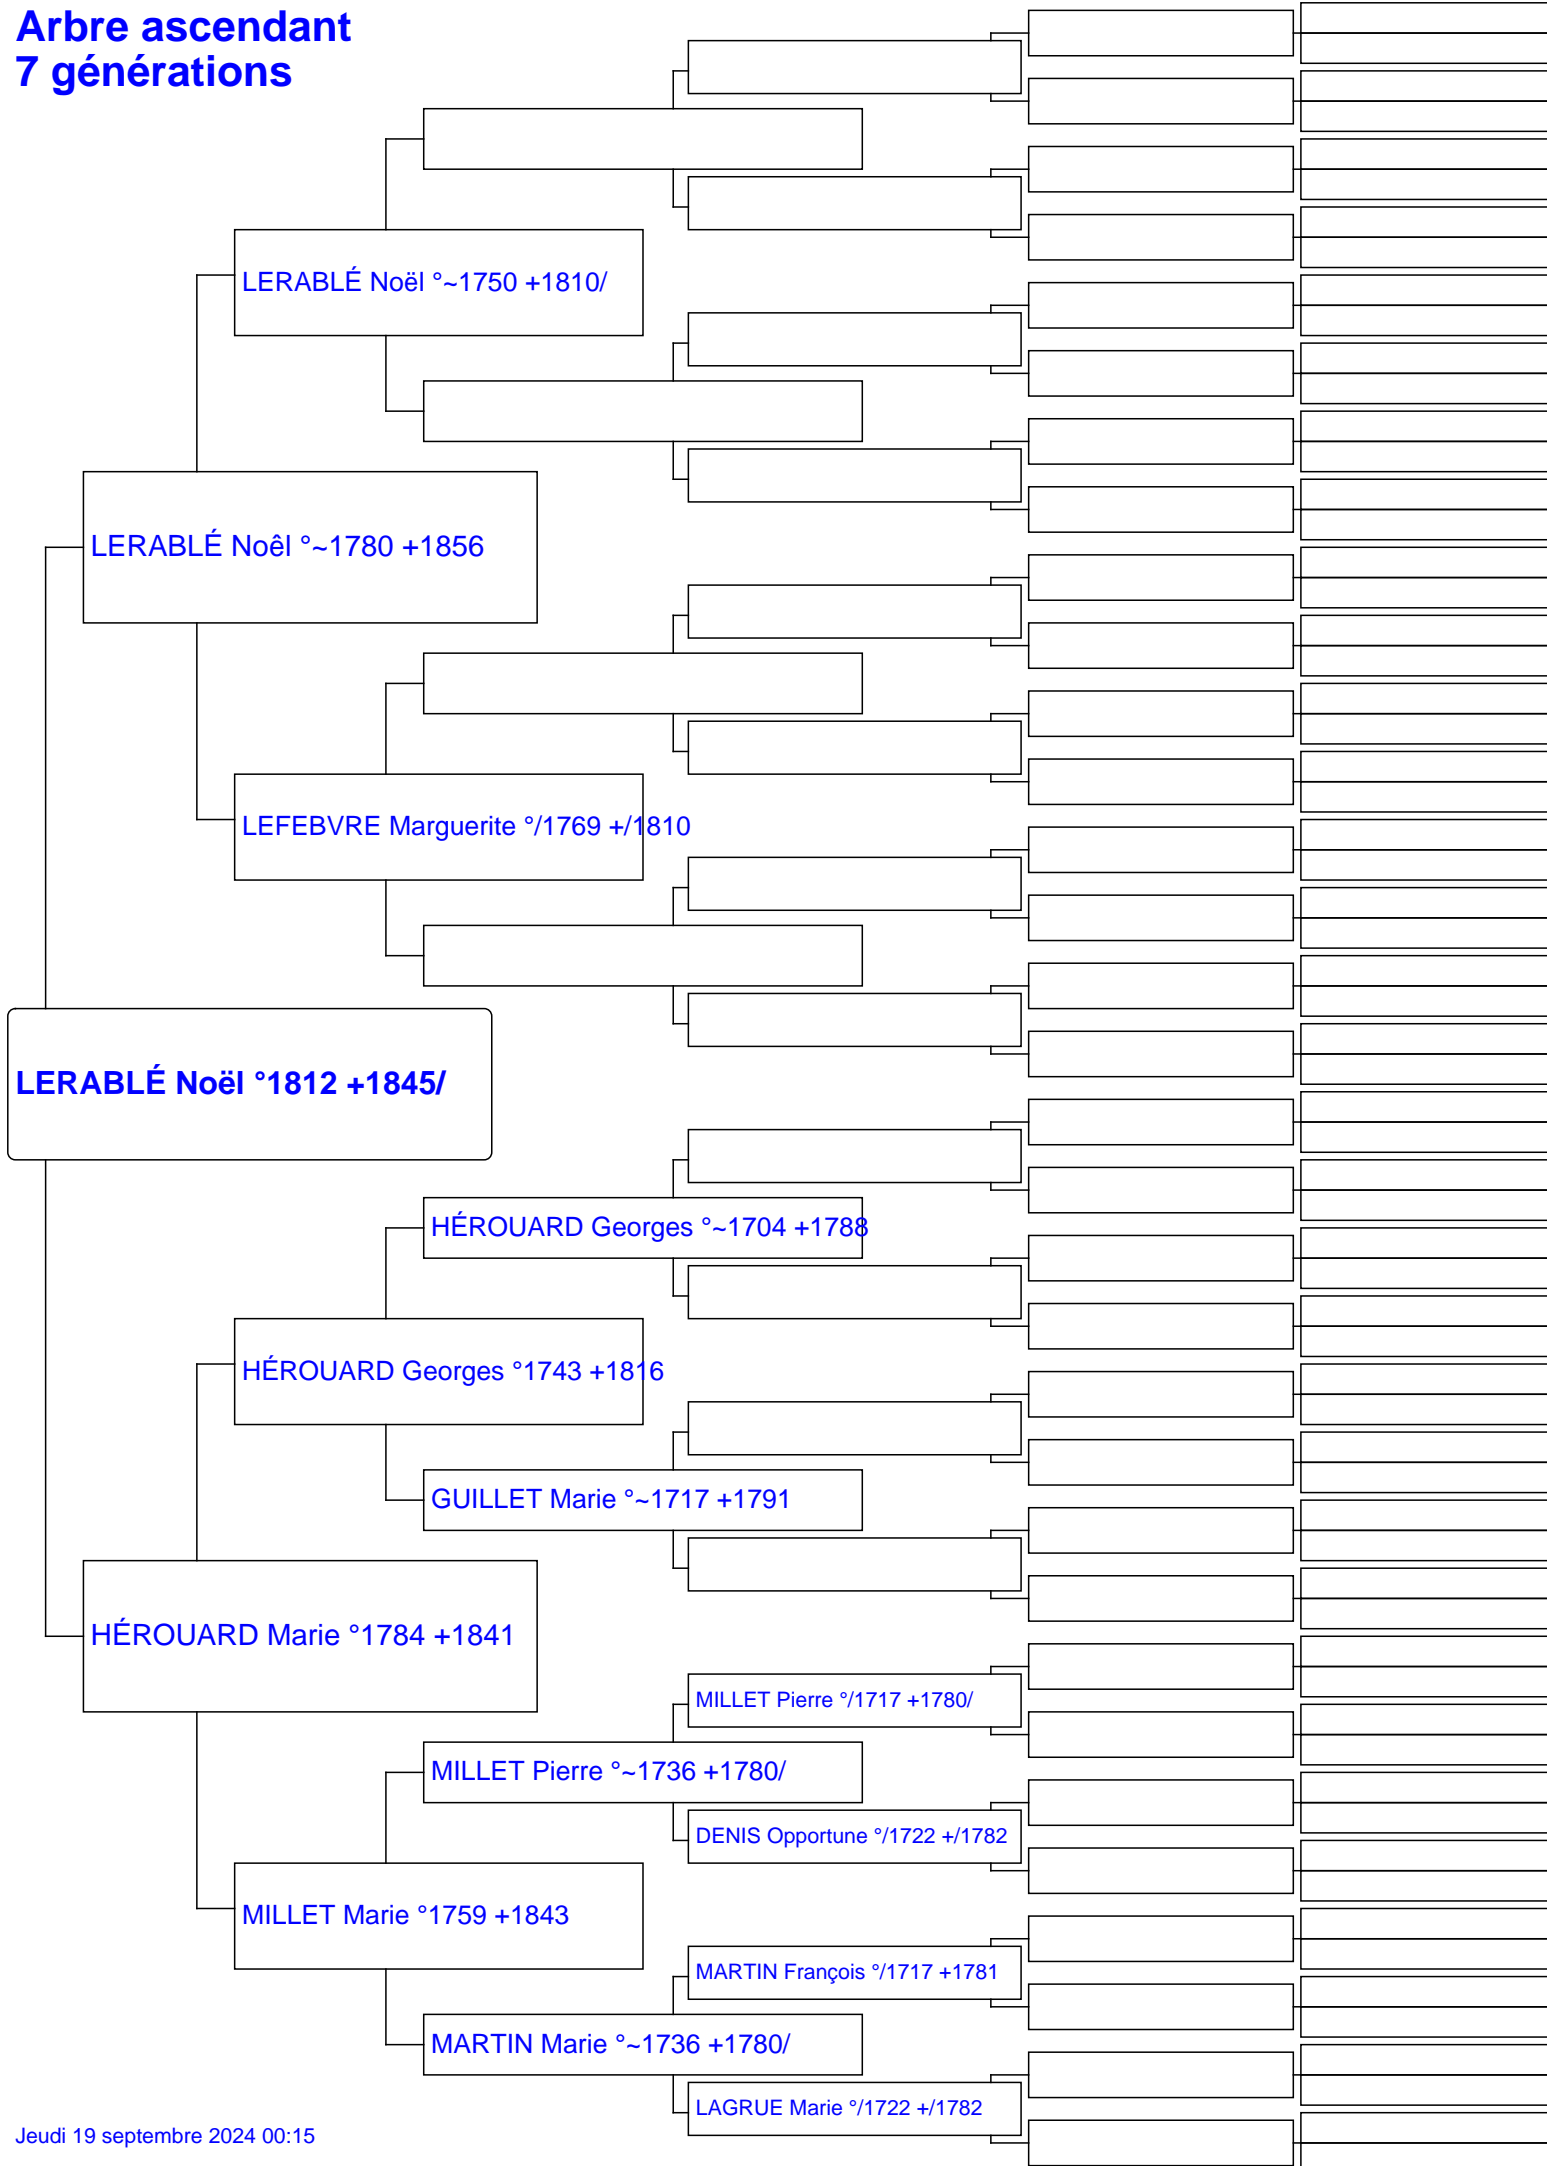 Arbre ascendant
7 générations
LERABLÉ Noël °~1750 +1810/
LERABLÉ Noêl °~1780 +1856
LEFEBVRE Marguerite °/1769 +/1810
LERABLÉ Noël °1812 +1845/
HÉROUARD Georges °~1704 +1788
HÉROUARD Georges °1743 +1816
GUILLET Marie °~1717 +1791
HÉROUARD Marie °1784 +1841
MILLET Pierre °/1717 +1780/
MILLET Pierre °~1736 +1780/
DENIS Opportune °/1722 +/1782
MILLET Marie °1759 +1843
MARTIN François °/1717 +1781
MARTIN Marie °~1736 +1780/
LAGRUE Marie °/1722 +/1782
Jeudi 19 septembre 2024 00:15